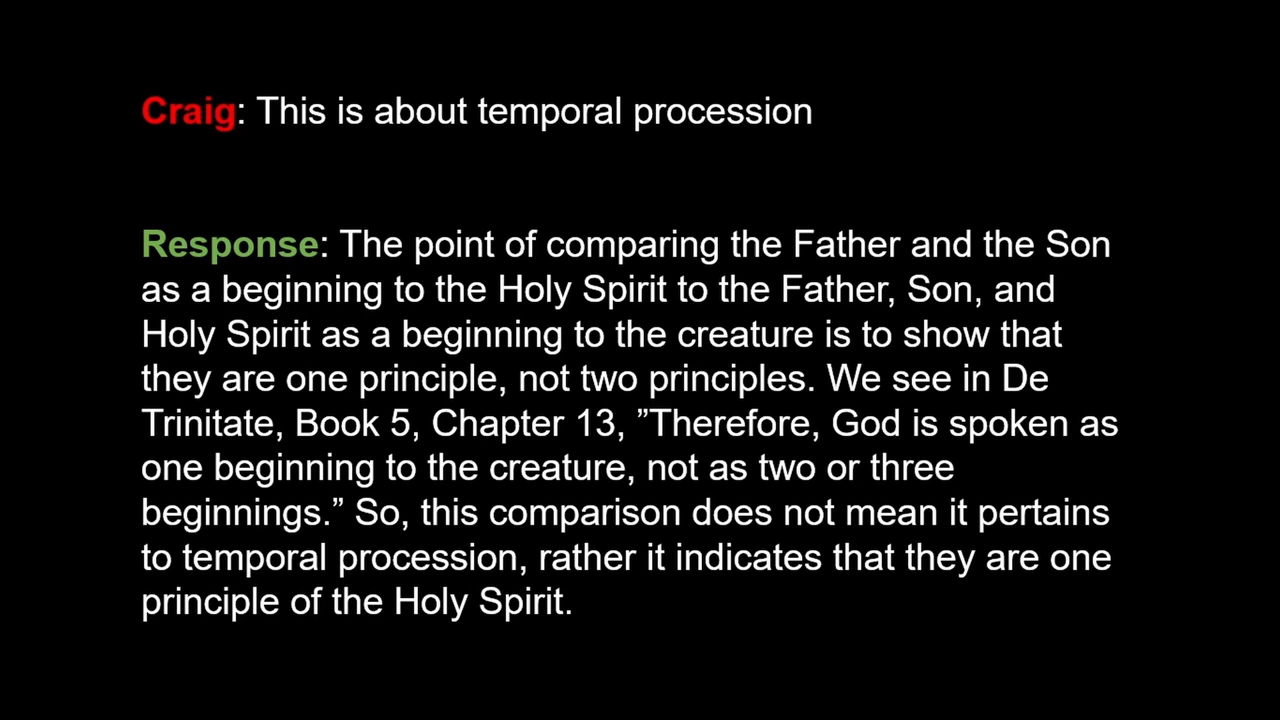 Craig: This is about temporal procession
Response: The point of comparing the Father and the Son
as a beginning to the Holy Spirit to the Father, Son, and
Holy Spirit as a beginning to the creature is to show that
they are one principle, not two principles. We see in De
Trinitate, Book 5, Chapter 13, ”Therefore, God is spoken as
one beginning to the creature, not as two or three
beginnings.” So, this comparison does not mean it pertains
to temporal procession, rather it indicates that they are one
principle of the Holy Spirit.